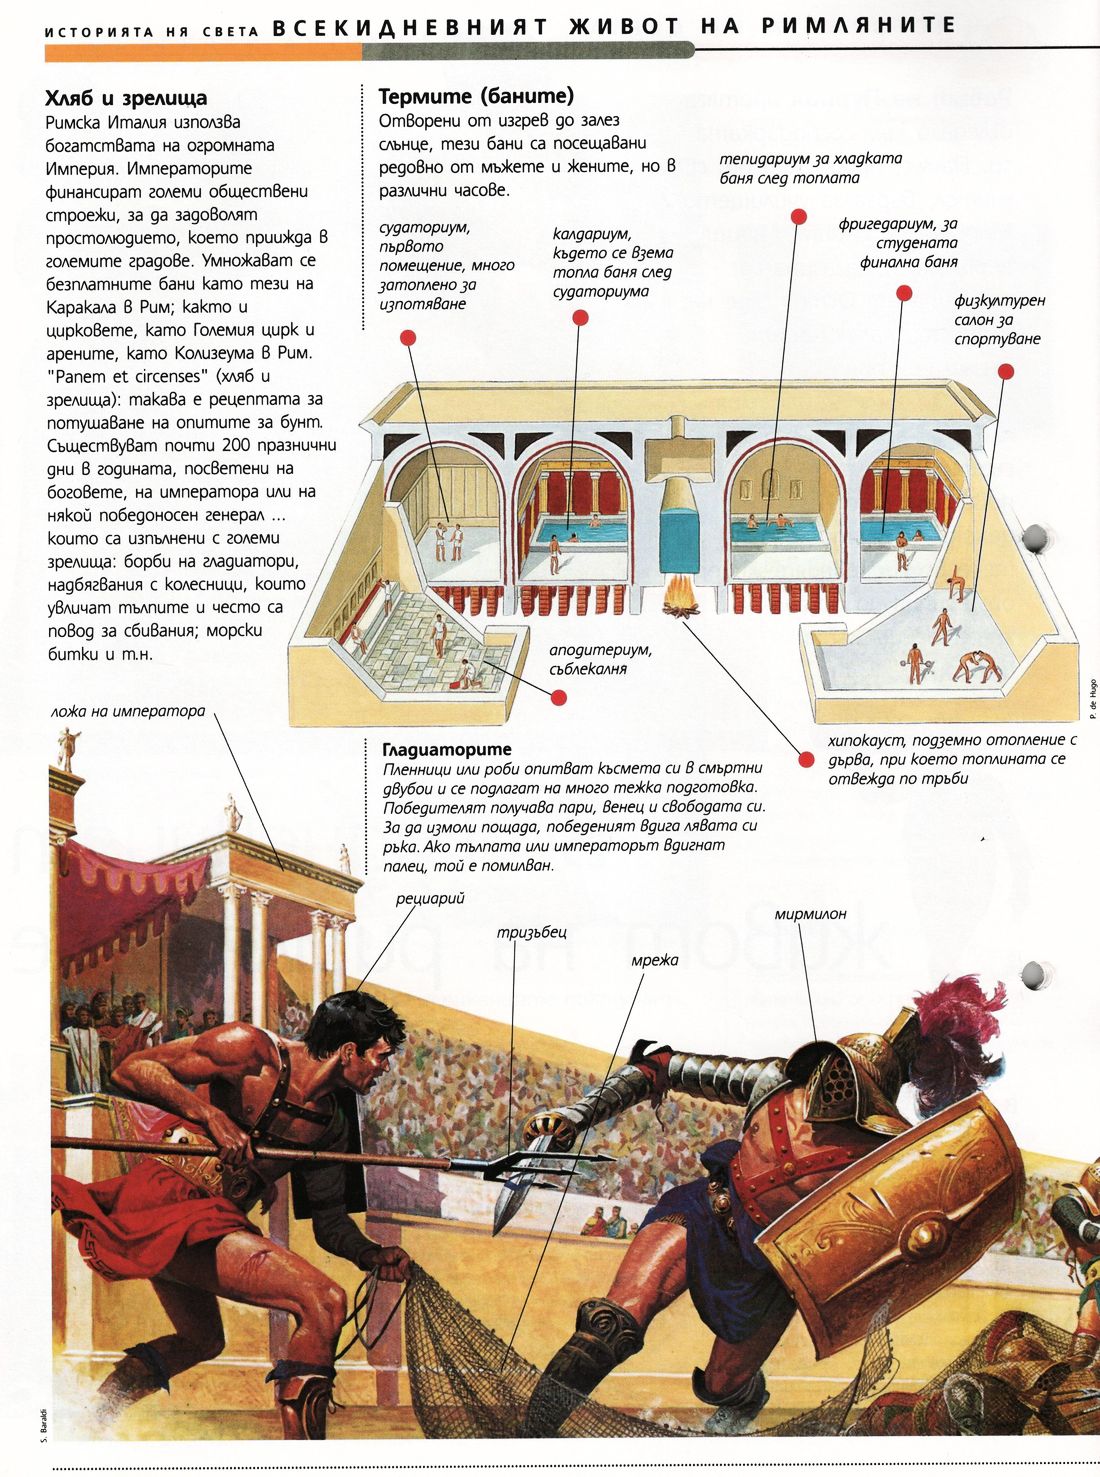 ИСТОРИЯТА НЯ СВЕТА ВСЕКИДНЕВНИЯТ ЖИВОТ НА РИМЛЯНИТЕ
Хляб и зрелища
Римска Италия използва
богатствата на огромната
Империя. Императорите
финансират големи обществени
строежи, за да задоволят
простолюдието, което приижда в
големите градове. Умножават се
безплатните бани като тези на
Каракала в Рим; както и
цирковете, като Големия цирк и
арените, като Колизеума в Рим.
"Panem et circenses" (хляб и
зрелища): такава е рецептата за
потушаване на опитите за бунт.
Съществуват почти 200 празнични
дни в годината, посветени на
боговете, на императора или на
някой победоносен генерал ...
които са изпълнени с големи
зрелища: борби на гладиатори,
надбягвания с колесници, които
увличат тълпите и често са
повод за сбивания; морски
битки и т.н.
Термите (баните)
Отворени от изгрев до залез
слънце, тези бани са посещавани
редовно от мъжете и жените, но в
различни часове.
судаториум,
първото
помещение, много
затоплено за
изпотяване
калдариум,
където се взема
топла баня след
судаториума
тепидариум за хладката
баня след топлата
фригедариум, за
студената
финална баня
физкултурен
салон за
спортуване
аподитериум,
съблекалня
хипокауст, подземно отопление с
дърва, при което топлината се
отвежда по тръби
P. de Hugo
ложа на императора
Гладиаторите
Пленници или роби опитват късмета си в смъртни
двубои и се подлагат на много тежка подготовка.
Победителят получава пари, венец и свободата си.
За да измоли пощада, победеният вдига лявата си
ръка. Ако тълпата или императорът вдигнат
палец, той е помилван.
рециарий
тризъбец
мрежа
мирмилон
S. Baraldi